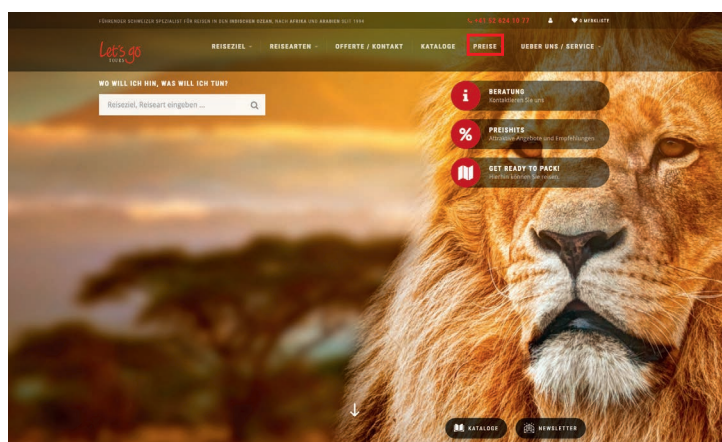 FÜHRENDER SCHWEIZER SPEZIALIST FÜR REISEN IN DEN INDISCHEN OZEAN, NACH AFRIKA UND ARABIEN SEIT 1994
+41 52 624 10 77
0 MERKLISTE
Let's go
TOURS
REISEZIEL
REISEARTEN
OFFERTE / KONTAKT
KATALOGE
PREISE
UEBER UNS / SERVICE
WO WILL ICH HIN, WAS WILL ICH TUN?
Reiseziel, Reiseart eingeben ...
BERATUNG
Kontaktieren Sie uns
PREISHITS
Attraktive Angebote und Empfehlungen
GET READY TO PACK!
Hierhin können Sie reisen.
KATALOGE
NEWSLETTER